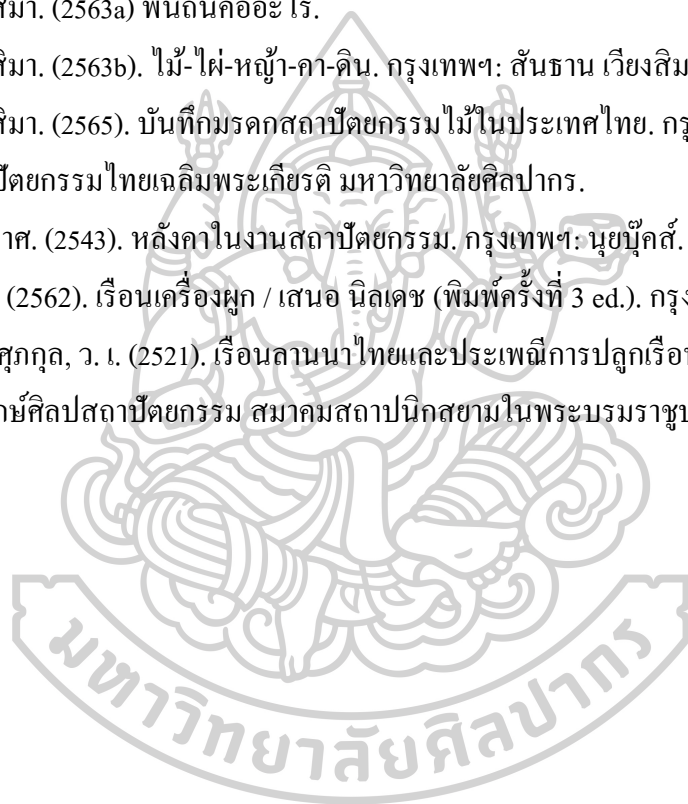 สิมา. (2563a) พื้นถิ่นคืออะไร.
สิมา. (2563b). ไม้-ไผ่-หญ้า-คา-ดิน. กรุงเทพฯ: สันธาน เวียงสิม
สิมา. (2565). บันทึกมรดกสถาปัตยกรรมไม้ในประเทศไทย. กรุ
ปัตยกรรมไทยเฉลิมพระเกียรติ มหาวิทยาลัยศิลปากร.
าศ. (2543). หลังคาในงานสถาปัตยกรรม. กรุงเทพฯ: นุยบุ๊คส์.
(2562). เรือนเครื่องผูก / เสนอ นิลเดช (พิมพ์ครั้งที่ 3 ed.). กรุง
ศุภกุล, ว. เ. (2521). เรือนลานนาไทยและประเพณีการปลูกเรือน
กษ์ศิลปสถาปัตยกรรม สมาคมสถาปนิกสยามในพระบรมราชูป
มหาวิทยาลัยศิลปากร